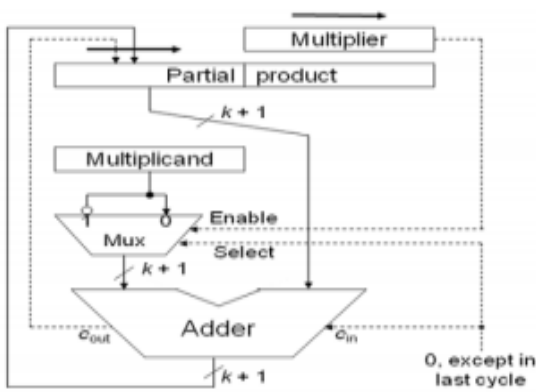 Multiplier
Partial product
k + 1
Multiplicand
1 0
Enable
Mux
Select
k + 1
Adder
cout
cin
0, except in
last cycle
k + 1